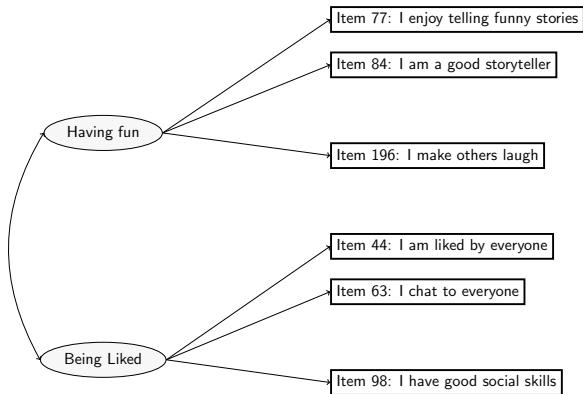 Item 77: I enjoy telling funny stories
Item 84: I am a good storyteller
Having fun
Item 196: I make others laugh
Item 44: I am liked by everyone
Item 63: I chat to everyone
Being Liked
Item 98: I have good social skills